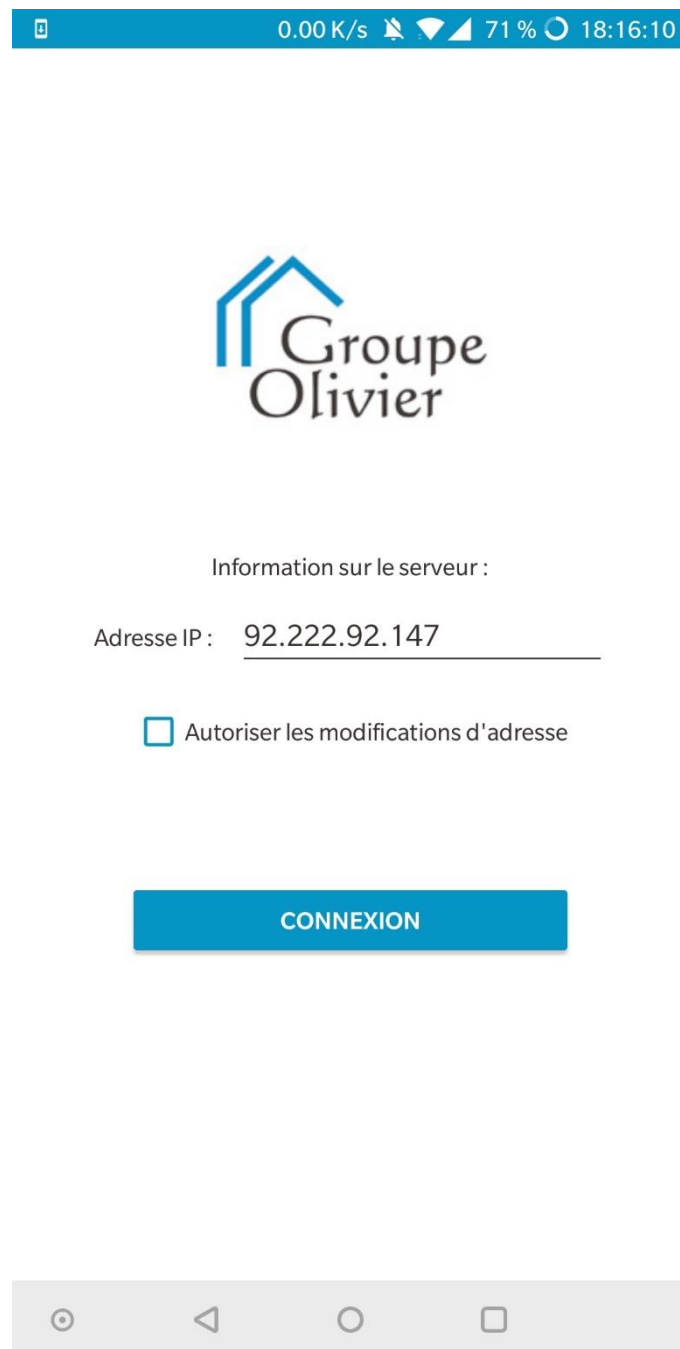 0.00 K/s 71 % 18:16:10
Groupe
Olivier
Information sur le serveur :
Adresse IP : 92.222.92.147
Autoriser les modifications d'adresse
CONNEXION